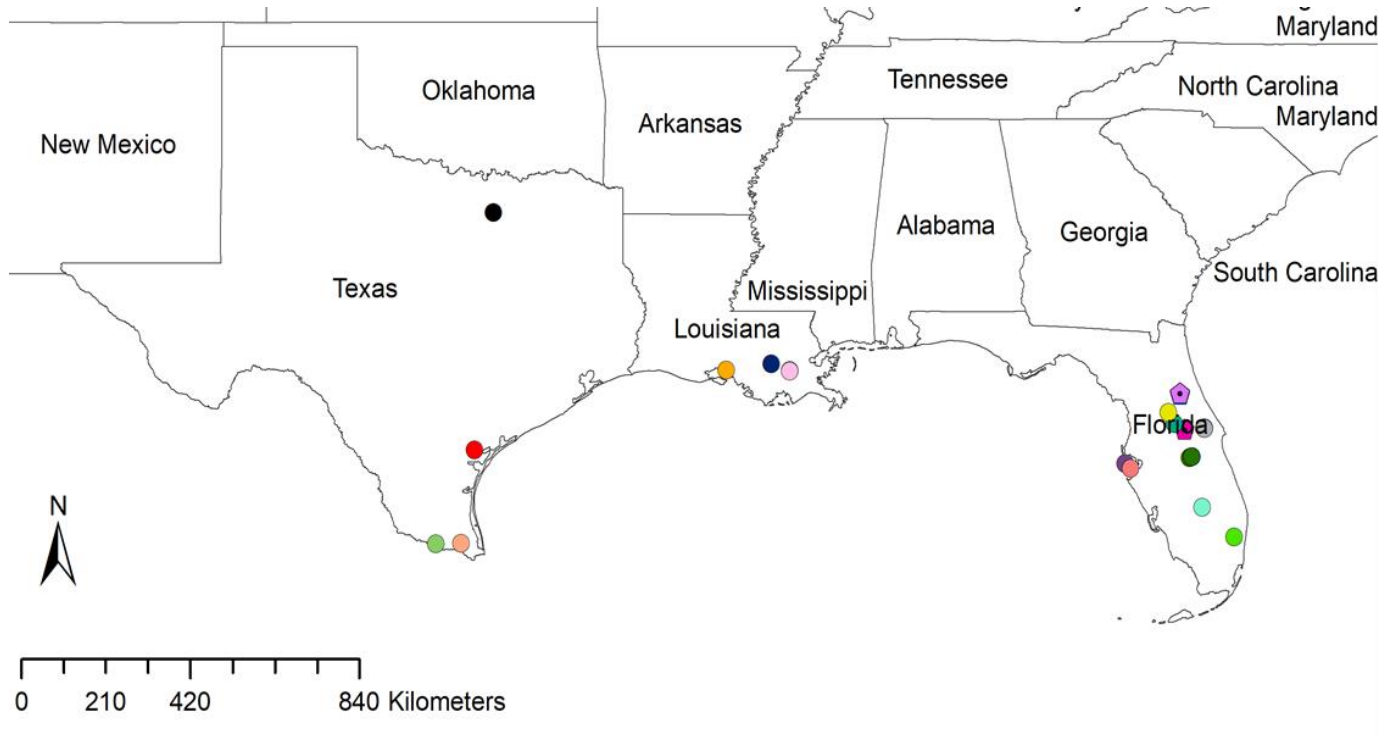 Maryland
Tennessee
North Carolina
Oklahoma
Arkansas
Maryland
New Mexico
Alabama
Georgia
South Carolina
Texas
Mississippi
Louisiana
Florida
N
0 210 420 840 Kilometers